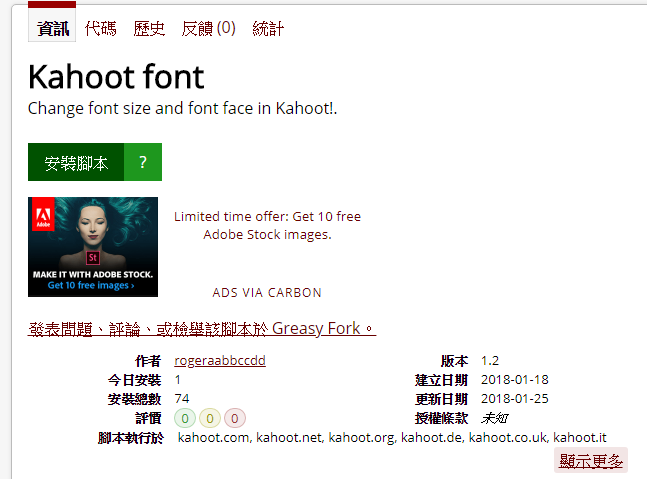 資訊 代碼 歷史 反饋 (0) 統計
Kahoot font
Change font size and font face in Kahoot!.
安裝腳本 ?
Adobe
St
MAKE IT WITH ADOBE STOCK.
Get 10 free images ›
Limited time offer: Get 10 free
Adobe Stock images.
ADS VIA CARBON
發表問題、評論、或檢舉該腳本於 Greasy Fork。
作者 rogeraabbccdd 版本 1.2
今日安裝 1 建立日期 2018-01-18
安裝總數 74 更新日期 2018-01-25
評價 0 0 0 授權條款 未知
腳本執行於 kahoot.com, kahoot.net, kahoot.org, kahoot.de, kahoot.co.uk, kahoot.it
顯示更多